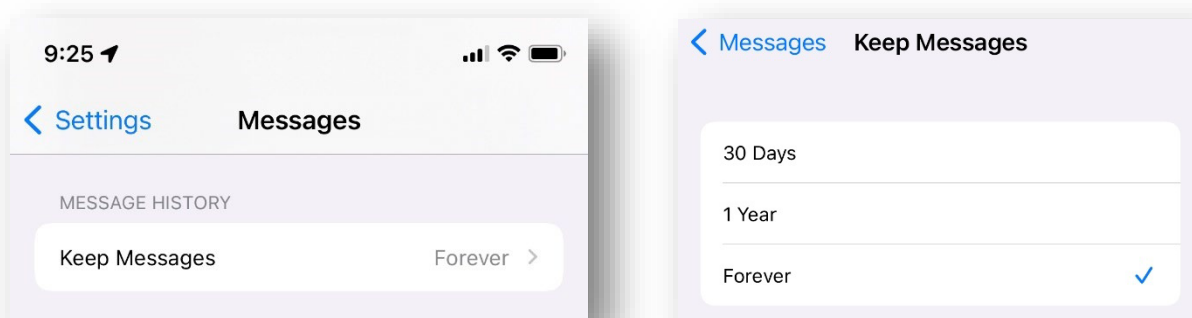 9:25
Settings Messages
MESSAGE HISTORY
Keep Messages Forever
Messages Keep Messages
30 Days
1 Year
Forever